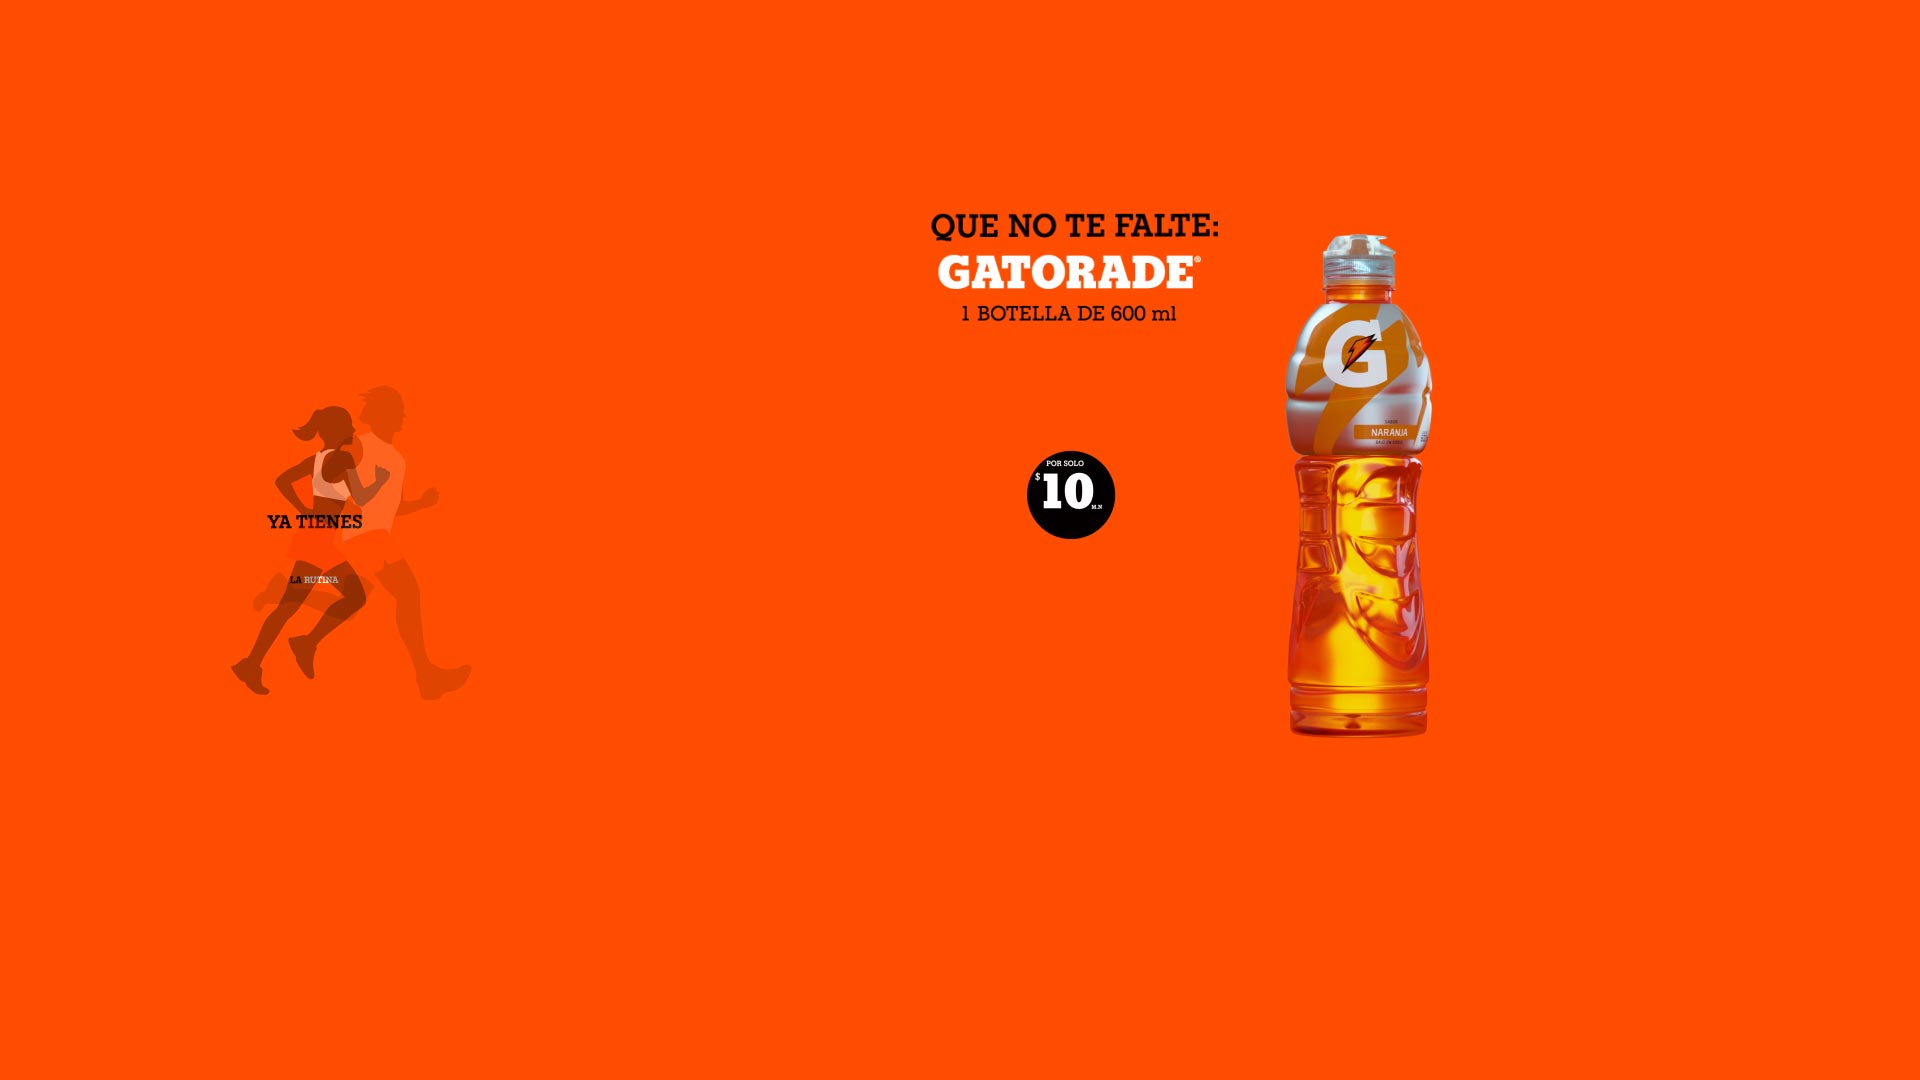 YA TIENES
LA RUTINA
QUE NO TE FALTE:
GATORADE®
1 BOTELLA DE 600 ml
POR SOLO
$10 M.N
G
NARANJA